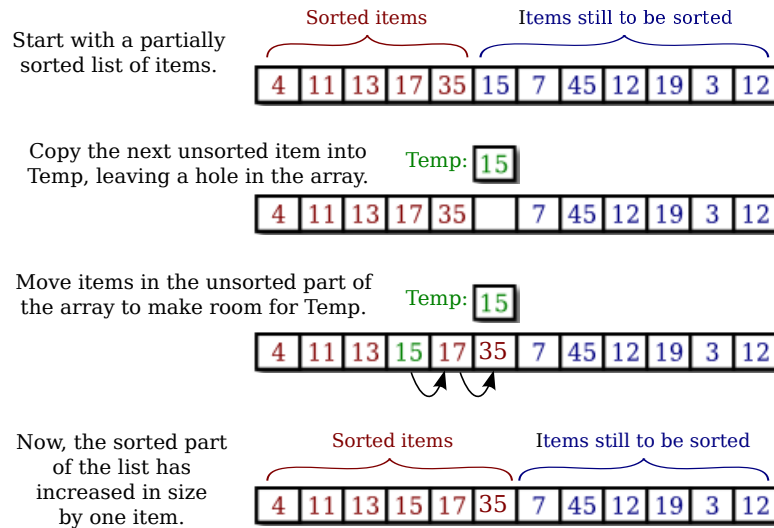 Sorted items
Items still to be sorted
Start with a partially
sorted list of items.
4 11 13 17 35 15 7 45 12 19 3 12
Copy the next unsorted item into
Temp, leaving a hole in the array.
Temp: 15
4 11 13 17 35 7 45 12 19 3 12
Move items in the unsorted part of
the array to make room for Temp.
Temp: 15
4 11 13 15 17 35 7 45 12 19 3 12
Now, the sorted part
of the list has
increased in size
by one item.
Sorted items
Items still to be sorted
4 11 13 15 17 35 7 45 12 19 3 12